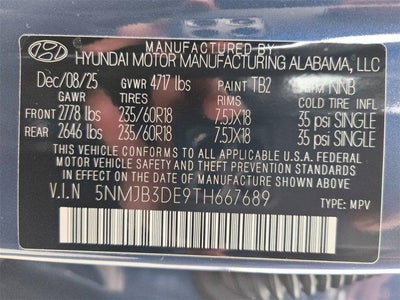 MANUFACTURED BY
HYUNDAI MOTOR MANUFACTURING ALABAMA, LLC
Dec/08/25 GVWR 4717 lbs PAINT TB2 NNB
GAWR TIRES RIMS COLD TIRE INFL
FRONT 2778 lbs 235/60R18 7.5JX18 35 psi SINGLE
REAR 2646 lbs 235/60R18 7.5JX18 35 psi SINGLE
THIS VEHICLE CONFORMS TO ALL APPLICABLE U.S.A. FEDERAL
MOTOR VEHICLE SAFETY, BUMPER, AND THEFT PREVENTION STANDARDS
IN EFFECT ON THE DATE OF MANUFACTURE SHOWN ABOVE.
V.I.N 5NMJB3DE9TH667689 TYPE: MPV